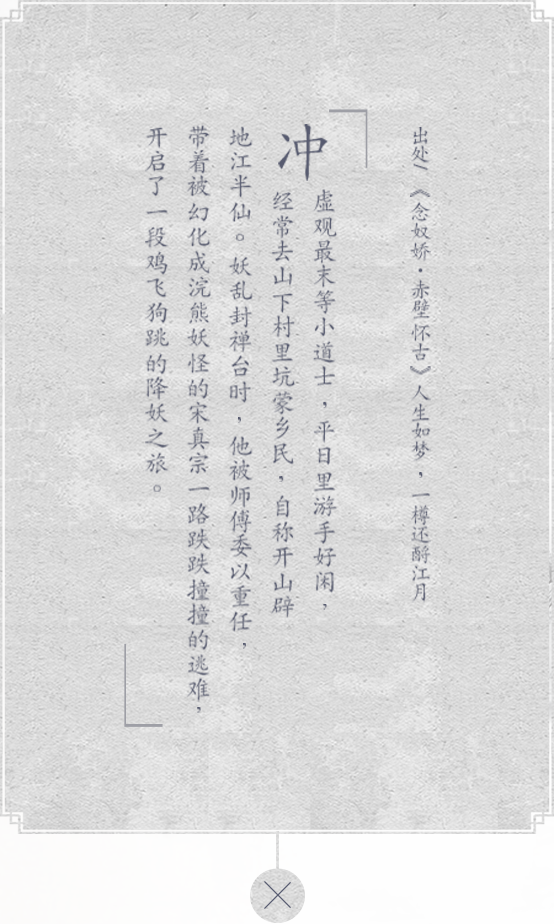 出处/《念奴娇·赤壁怀古》人生如梦，一樽还酹江月
冲
虚观最末等小道士，平日里游手好闲，
经常去山下村里坑蒙乡民，自称开山辟
地江半仙。妖乱封禅台时，他被师傅委以重任，
带着被幻化成浣熊妖怪的宋真宗一路跌跌撞撞的逃难，
开启了一段鸡飞狗跳的降妖之旅。